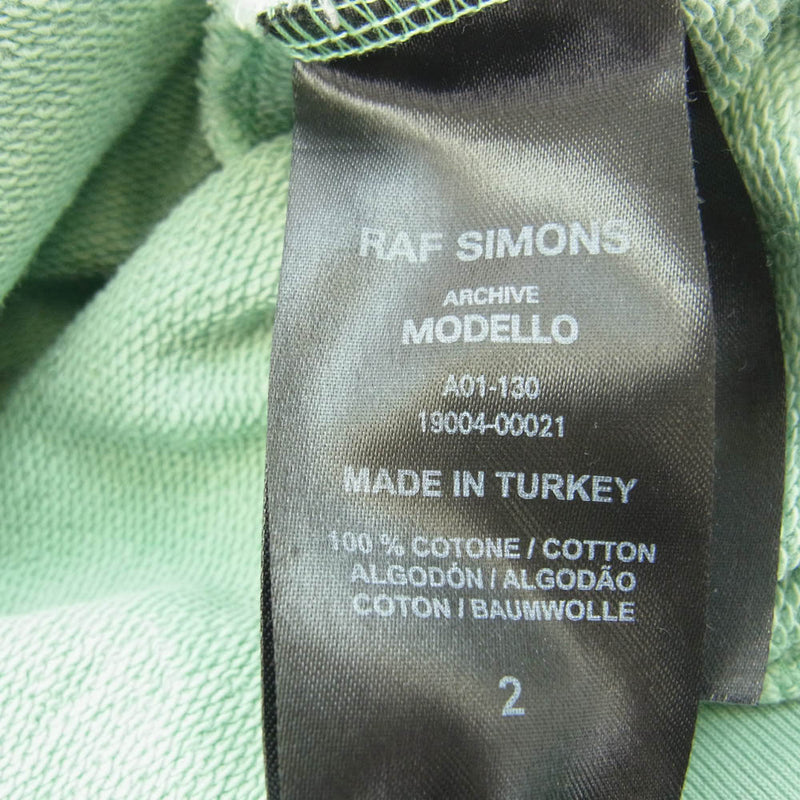 RAF SIMONS
ARCHIVE
MODELLO
A01-130
19004-00021
MADE IN TURKEY
100 % COTONE / COTTON
ALGODÓN / ALGODÃO
COTON / BAUMWOLLE
2